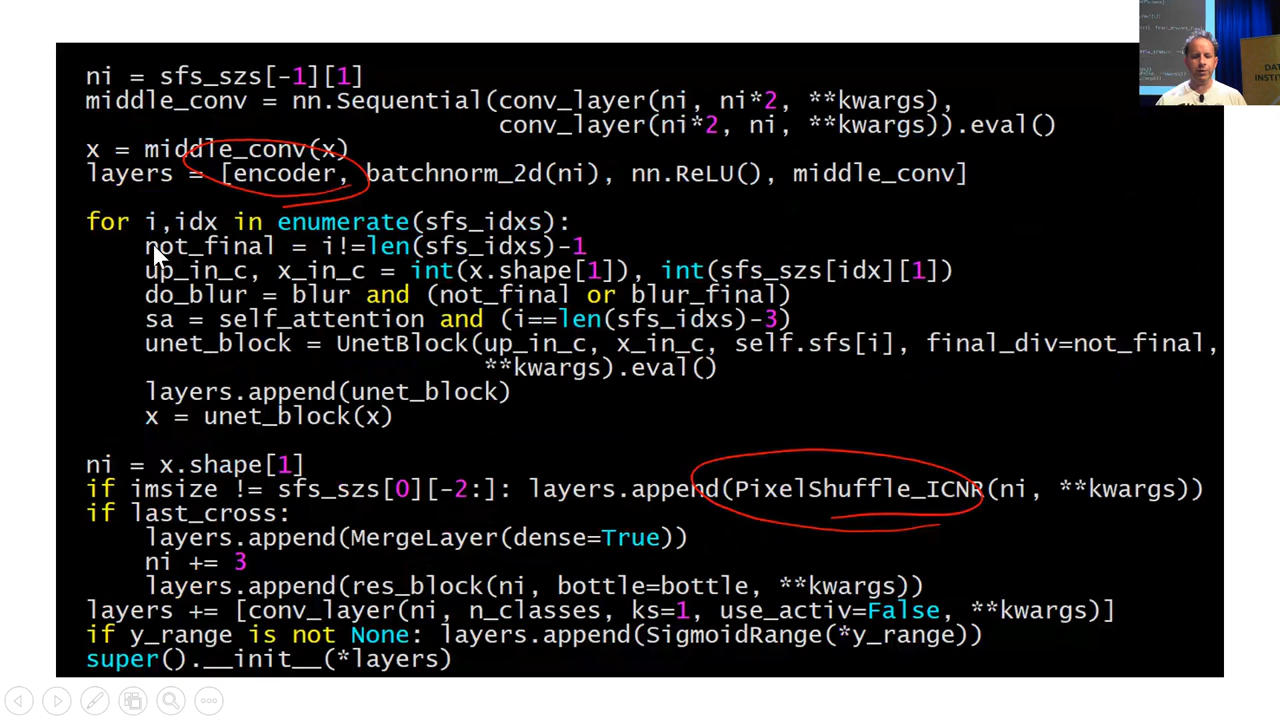 ni = sfs_szs[-1][1]
middle_conv = nn.Sequential(conv_layer(ni, ni*2, **kwargs),
                            conv_layer(ni*2, ni, **kwargs)).eval()
x = middle_conv(x)
layers = [encoder, batchnorm_2d(ni), nn.ReLU(), middle_conv]

for i,idx in enumerate(sfs_idxs):
    not_final = i!=len(sfs_idxs)-1
    up_in_c, x_in_c = int(x.shape[1]), int(sfs_szs[idx][1])
    do_blur = blur and (not_final or blur_final)
    sa = self_attention and (i==len(sfs_idxs)-3)
    unet_block = UnetBlock(up_in_c, x_in_c, self.sfs[i], final_div=not_final,
                           **kwargs).eval()
    layers.append(unet_block)
    x = unet_block(x)

ni = x.shape[1]
if imsize != sfs_szs[0][-2:]: layers.append(PixelShuffle_ICNR(ni, **kwargs))
if last_cross:
    layers.append(MergeLayer(dense=True))
    ni += 3
    layers.append(res_block(ni, bottle=bottle, **kwargs))
layers += [conv_layer(ni, n_classes, ks=1, use_activ=False, **kwargs)]
if y_range is not None: layers.append(SigmoidRange(*y_range))
super().__init__(*layers)